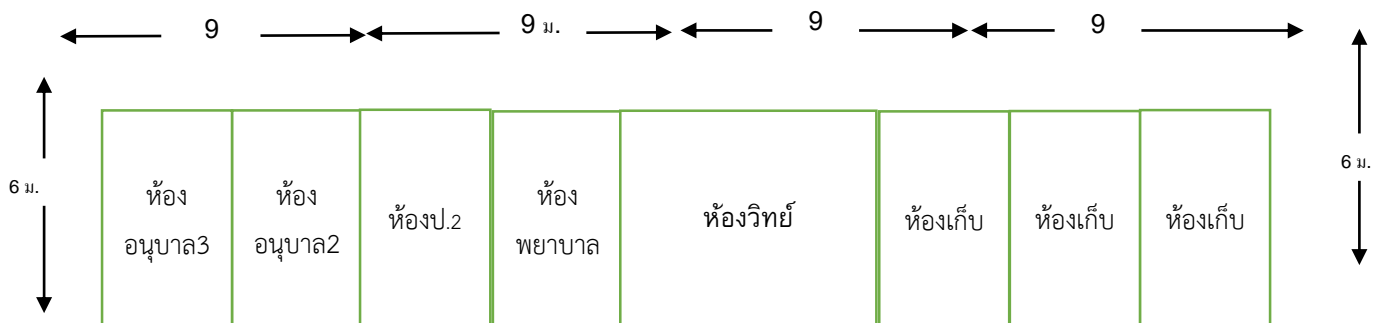 9 9 ม. 9 9
6 ม.
ห้อง
อนุบาล3
ห้อง
อนุบาล2
ห้องป.2
ห้อง
พยาบาล
ห้องวิทย์
ห้องเก็บ
ห้องเก็บ
ห้องเก็บ
6 ม.